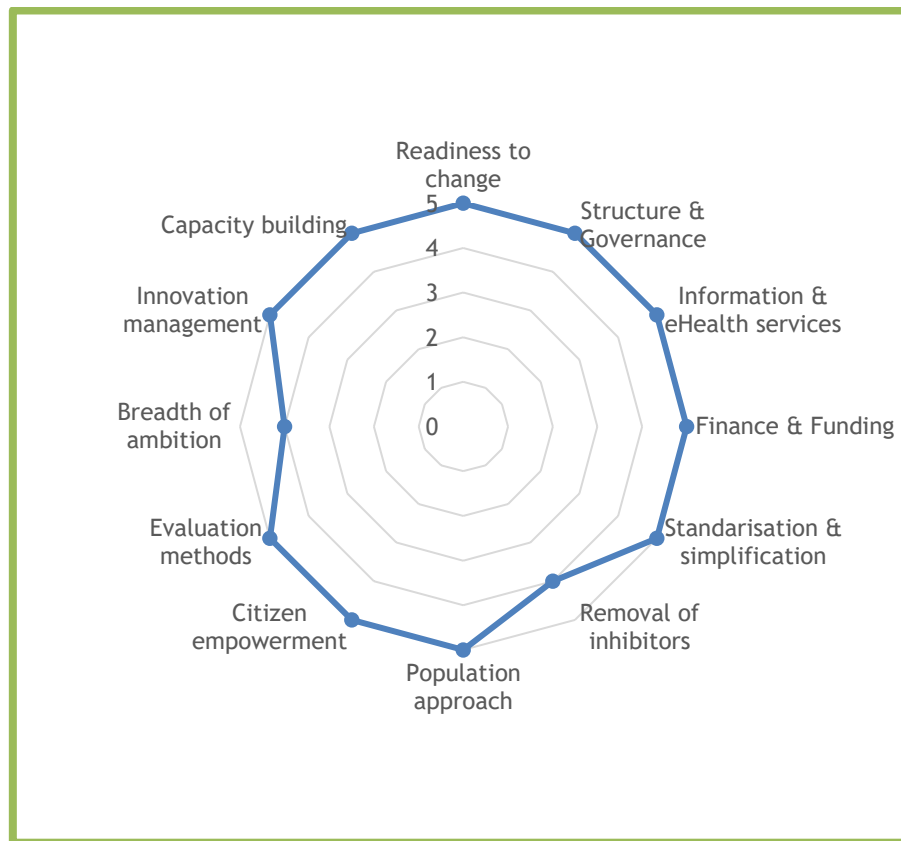 Readiness to
change
5
Structure &
Governance
Capacity building
4
Information &
eHealth services
Innovation
management
3
2
1
Breadth of
ambition
0
Finance & Funding
Evaluation
methods
Standarisation &
simplification
Citizen
empowerment
Removal of
inhibitors
Population
approach